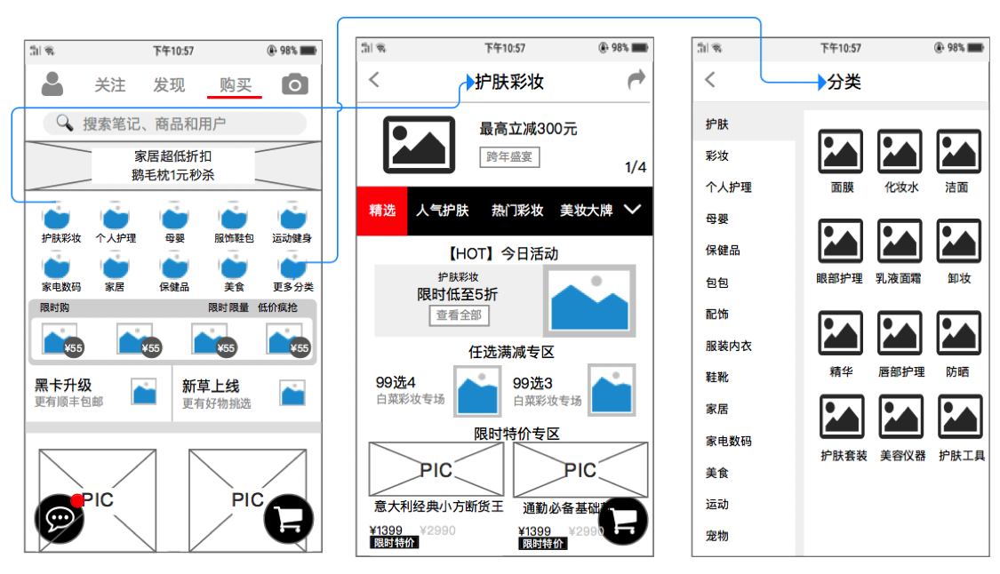 下午10:57
98%
关注 发现 购买
搜索笔记、商品和用户
家居超低折扣
鹅毛枕1元秒杀
护肤彩妆 个人护理 母婴 服饰鞋包 运动健身
家电数码 家居 保健品 美食 更多分类
限时购 限时限量 低价疯抢
¥55 ¥55 ¥55 ¥55
黑卡升级
更有顺丰包邮
新草上线
更有好物挑选
PIC PIC
下午10:57
98%
护肤彩妆
最高立减300元
跨年盛宴
1/4
精选 人气护肤 热门彩妆 美妆大牌
【HOT】今日活动
护肤彩妆
限时低至5折
查看全部
任选满减专区
99选4
白菜彩妆专场
99选3
白菜彩妆专场
限时特价专区
PIC PIC
意大利经典小方断货王
¥1399 ¥2990
限时特价
通勤必备基础
¥1399 ¥2990
限时特价
下午10:57
98%
分类
护肤
彩妆
个人护理
母婴
保健品
包包
配饰
服装内衣
鞋靴
家居
家电数码
美食
运动
宠物
面膜 化妆水 洁面
眼部护理 乳液面霜 卸妆
精华 唇部护理 防晒
护肤套装 美容仪器 护肤工具